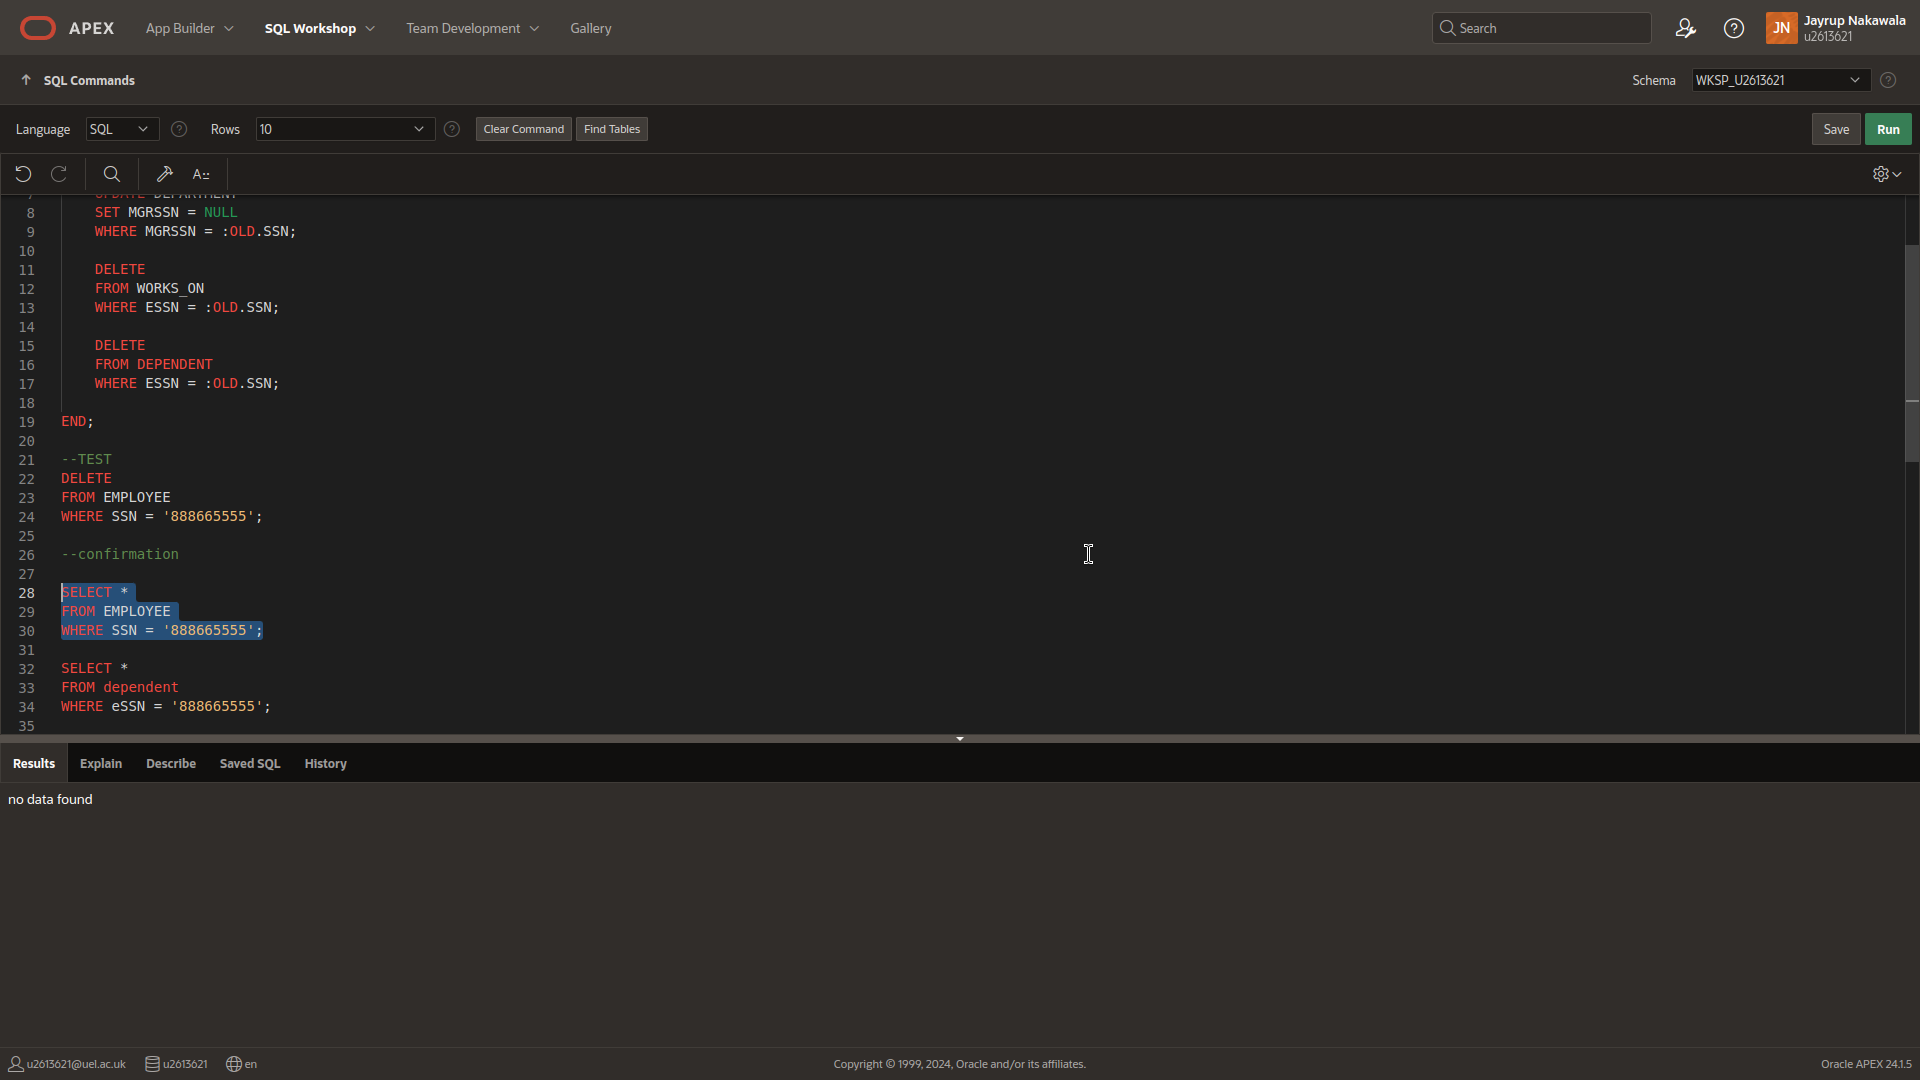 APEX App Builder SQL Workshop Team Development Gallery Search JN Jayrup Nakawala
u2613621
SQL Commands Schema WKSP_U2613621
Language SQL Rows 10 Clear Command Find Tables Save Run
7 UPDATE DEPARTMENT
8 SET MGRSSN = NULL
9 WHERE MGRSSN = :OLD.SSN;
10
11 DELETE
12 FROM WORKS_ON
13 WHERE ESSN = :OLD.SSN;
14
15 DELETE
16 FROM DEPENDENT
17 WHERE ESSN = :OLD.SSN;
18
19 END;
20
21 --TEST
22 DELETE
23 FROM EMPLOYEE
24 WHERE SSN = '888665555';
25
26 --confirmation
27
28 SELECT *
29 FROM EMPLOYEE
30 WHERE SSN = '888665555';
31
32 SELECT *
33 FROM dependent
34 WHERE eSSN = '888665555';
35
Results Explain Describe Saved SQL History
no data found
u2613621@uel.ac.uk u2613621 en Copyright © 1999, 2024, Oracle and/or its affiliates. Oracle APEX 24.1.5